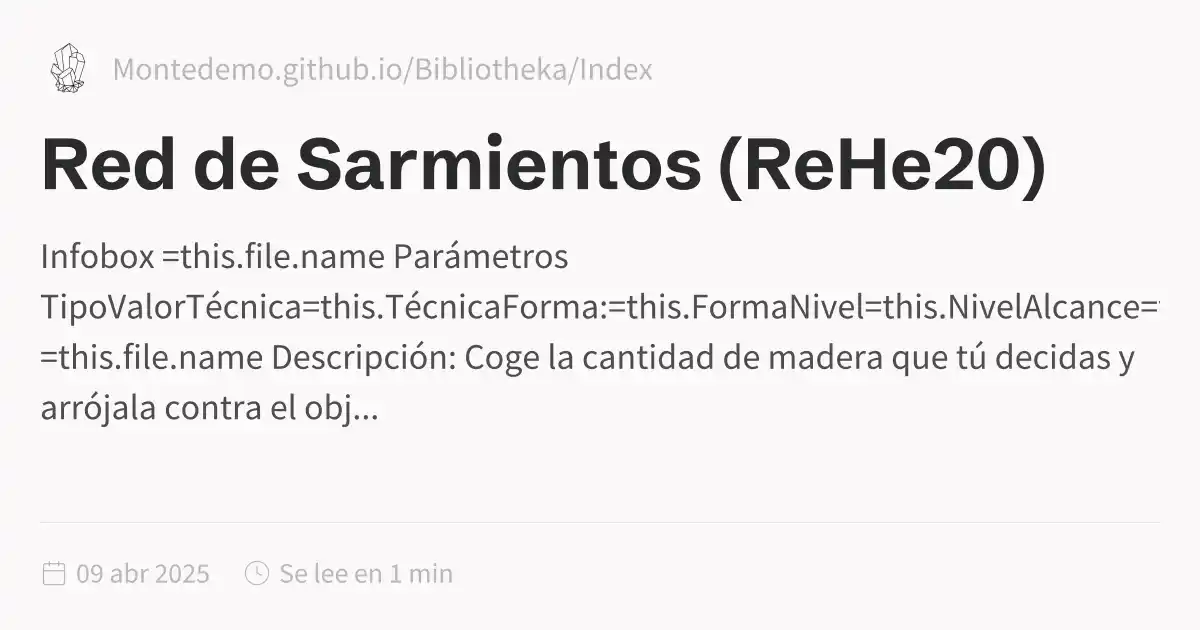 Montedemo.github.io/Bibliotheka/Index
Red de Sarmientos (ReHe20)
Infobox =this.file.name Parámetros
TipoValorTécnica=this.TécnicaForma:=this.FormaNivel=this.NivelAlcance=
=this.file.name Descripción: Coge la cantidad de madera que tú decidas y
arrójala contra el obj...
09 abr 2025 Se lee en 1 min